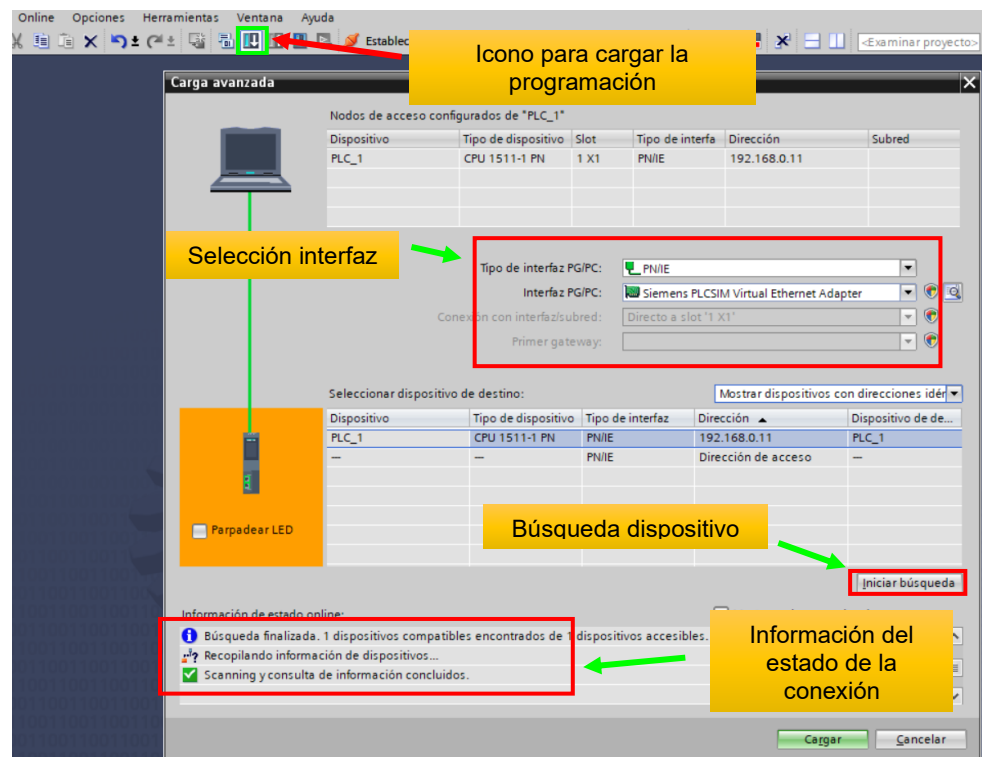 Online Opciones Herramientas Ventana Ayuda
Establec
<Examinar proyecto>
Icono para cargar la
programación
Carga avanzada
Nodos de acceso configurados de "PLC_1"
Dispositivo Tipo de dispositivo Slot Tipo de interfa Dirección Subred
PLC_1 CPU 1511-1 PN 1 X1 PN/IE 192.168.0.11
Selección interfaz
Tipo de interfaz PG/PC: PN/IE
Interfaz PG/PC: Siemens PLCSIM Virtual Ethernet Adapter
Conexión con interfaz/subred: Directo a slot '1 X1'
Primer gateway:
Seleccionar dispositivo de destino: Mostrar dispositivos con direcciones idén
Dispositivo Tipo de dispositivo Tipo de interfaz Dirección Dispositivo de de...
PLC_1 CPU 1511-1 PN PN/IE 192.168.0.11 PLC_1
— — PN/IE Dirección de acceso —
Parpadear LED
Búsqueda dispositivo
Iniciar búsqueda
Información de estado online:
Búsqueda finalizada. 1 dispositivos compatibles encontrados de 1 dispositivos accesibles.
Recopilando información de dispositivos...
Scanning y consulta de información concluidos.
Información del
estado de la
conexión
Cargar Cancelar